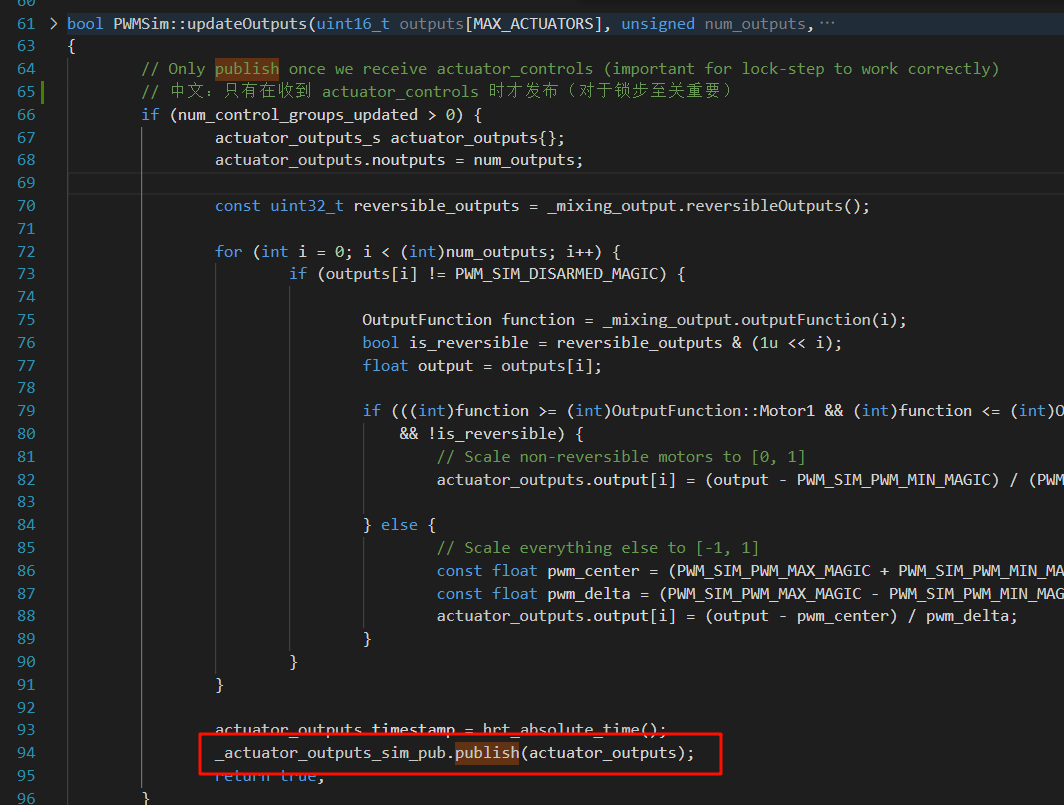 60
61 bool PWMSim::updateOutputs(uint16_t outputs[MAX_ACTUATORS], unsigned num_outputs, ···
63 {
64 // Only publish once we receive actuator_controls (important for lock-step to work correctly)
65 // 中文：只有在收到 actuator_controls 时才发布（对于锁步至关重要）
66 if (num_control_groups_updated > 0) {
67 actuator_outputs_s actuator_outputs{};
68 actuator_outputs.noutputs = num_outputs;
69
70 const uint32_t reversible_outputs = _mixing_output.reversibleOutputs();
71
72 for (int i = 0; i < (int)num_outputs; i++) {
73 if (outputs[i] != PWM_SIM_DISARMED_MAGIC) {
74
75 OutputFunction function = _mixing_output.outputFunction(i);
76 bool is_reversible = reversible_outputs & (1u << i);
77 float output = outputs[i];
78
79 if (((int)function >= (int)OutputFunction::Motor1 && (int)function <= (int)O
80 && !is_reversible) {
81 // Scale non-reversible motors to [0, 1]
82 actuator_outputs.output[i] = (output - PWM_SIM_PWM_MIN_MAGIC) / (PWM
83
84 } else {
85 // Scale everything else to [-1, 1]
86 const float pwm_center = (PWM_SIM_PWM_MAX_MAGIC + PWM_SIM_PWM_MIN_MA
87 const float pwm_delta = (PWM_SIM_PWM_MAX_MAGIC - PWM_SIM_PWM_MIN_MAG
88 actuator_outputs.output[i] = (output - pwm_center) / pwm_delta;
89 }
90 }
91 }
92
93 actuator_outputs.timestamp = hrt_absolute_time();
94 _actuator_outputs_sim_pub.publish(actuator_outputs);
95 return true;
96 }